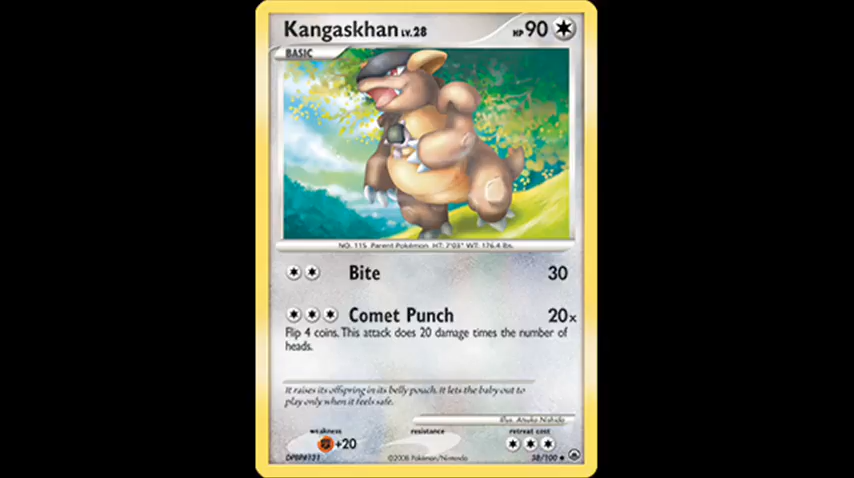 Kangaskhan LV.28 HP 90
BASIC
NO. 115 Parent Pokémon HT: 7'03" WT: 176.4 lbs.
Bite 30
Comet Punch 20x
Flip 4 coins. This attack does 20 damage times the number of
heads.
It raises its offspring in its belly pouch. It lets the baby out to
play only when it feels safe.
Illus. Atsuko Nishida
weakness resistance retreat cost
+20
DPBP#121 ©2008 Pokémon/Nintendo 38/100